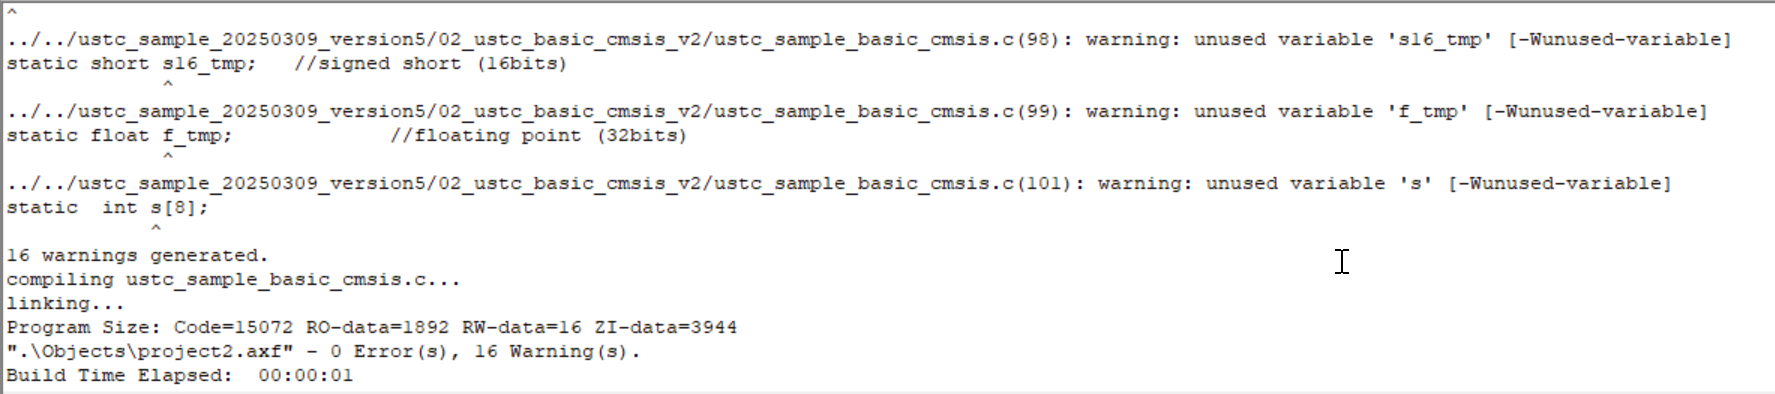 ^
../../ustc_sample_20250309_version5/02_ustc_basic_cmsis_v2/ustc_sample_basic_cmsis.c(98): warning: unused variable 's16_tmp' [-Wunused-variable]
static short s16_tmp;   //signed short (16bits)
             ^
../../ustc_sample_20250309_version5/02_ustc_basic_cmsis_v2/ustc_sample_basic_cmsis.c(99): warning: unused variable 'f_tmp' [-Wunused-variable]
static float f_tmp;             //floating point (32bits)
             ^
../../ustc_sample_20250309_version5/02_ustc_basic_cmsis_v2/ustc_sample_basic_cmsis.c(101): warning: unused variable 's' [-Wunused-variable]
static  int s[8];
            ^
16 warnings generated.
compiling ustc_sample_basic_cmsis.c...
linking...
Program Size: Code=15072 RO-data=1892 RW-data=16 ZI-data=3944
".\Objects\project2.axf" - 0 Error(s), 16 Warning(s).
Build Time Elapsed:  00:00:01